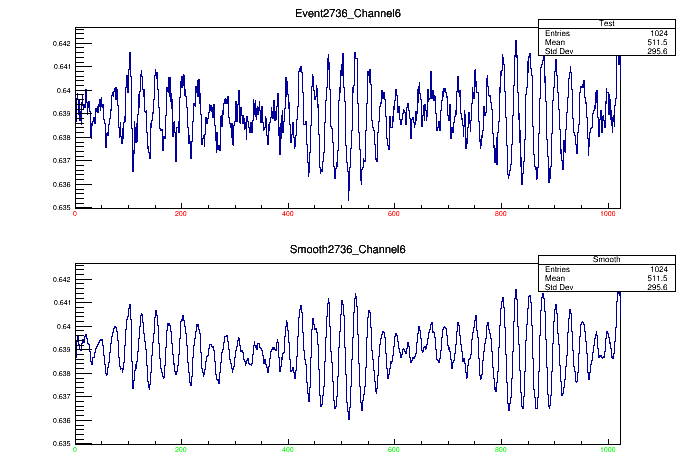 Event2736_Channel6
Test
Entries 1024
Mean 511.5
Std Dev 295.6
0.642
0.641
0.64
0.639
0.638
0.637
0.636
0.635
0 200 400 600 800 1000
Smooth2736_Channel6
Smooth
Entries 1024
Mean 511.5
Std Dev 295.6
0.642
0.641
0.64
0.639
0.638
0.637
0.636
0.635
0 200 400 600 800 1000